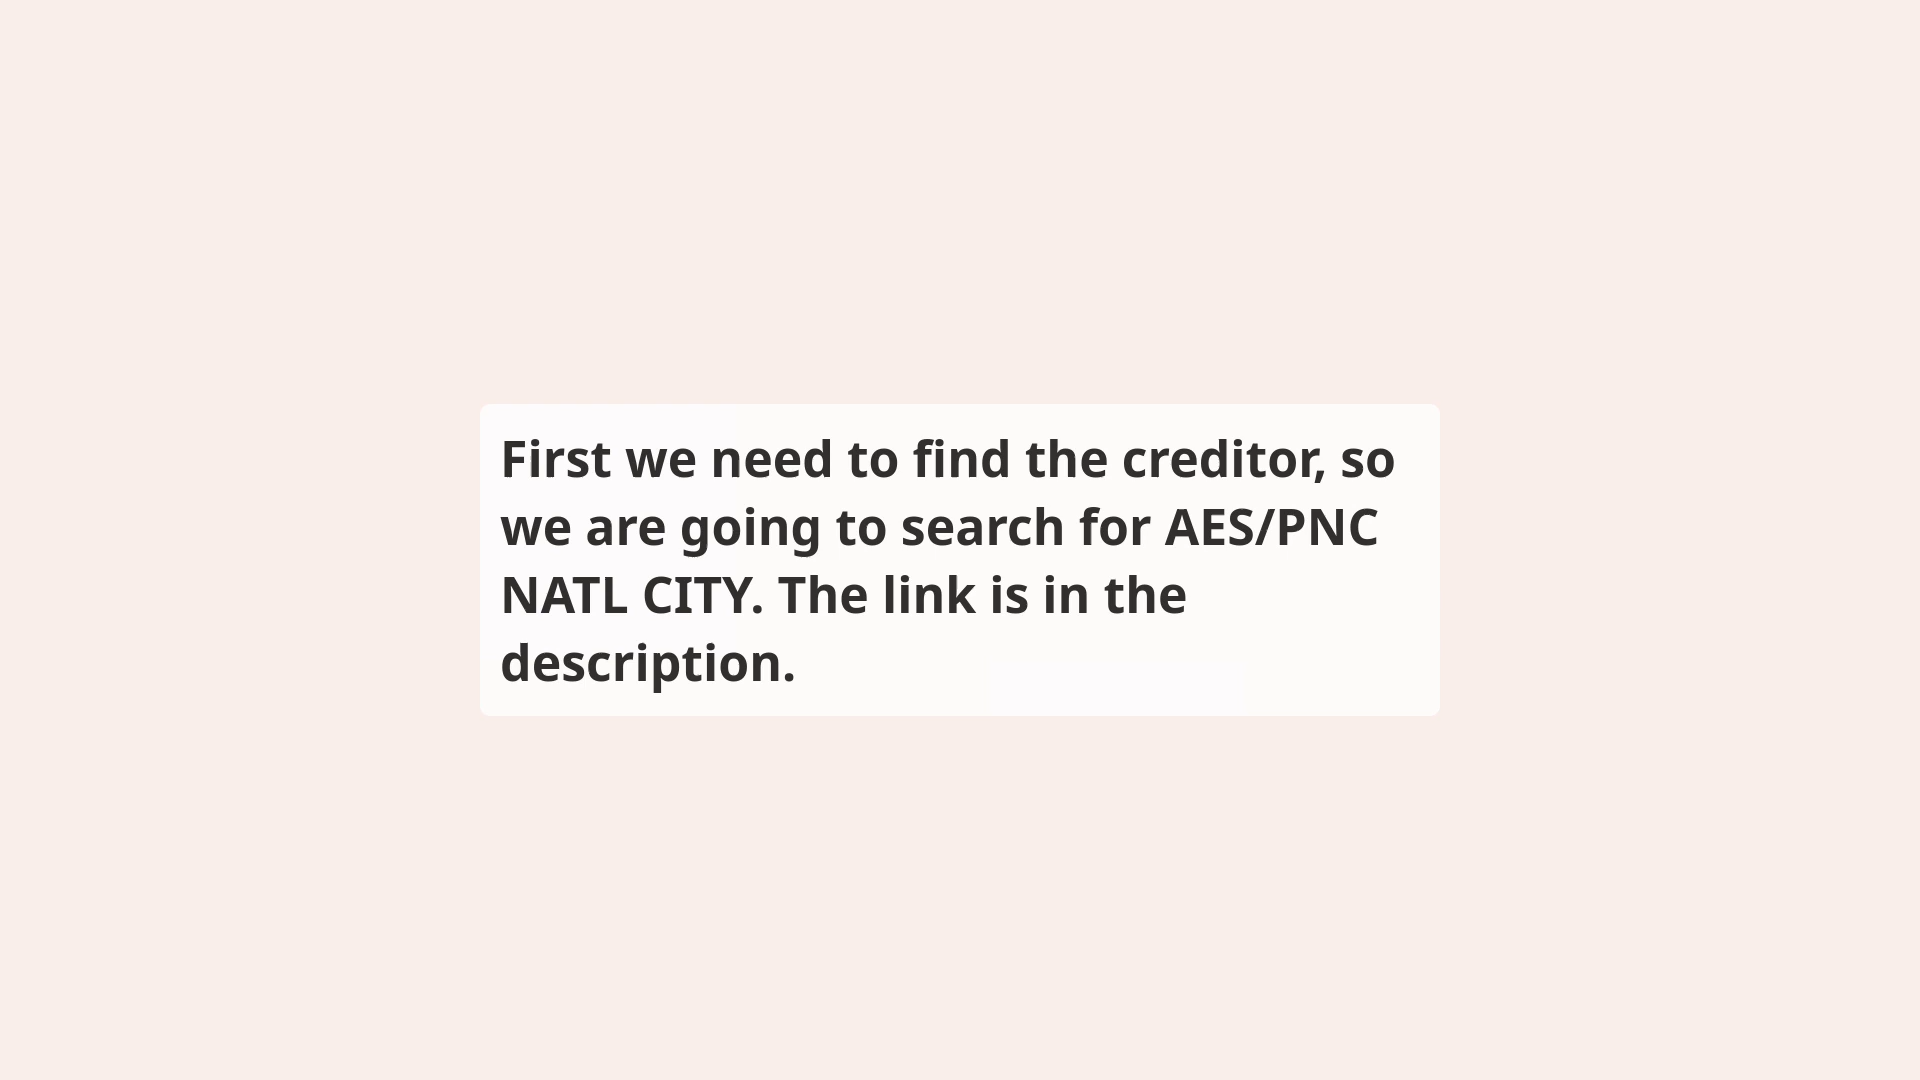 First we need to find the creditor, so
we are going to search for AES/PNC
NATL CITY. The link is in the
description.